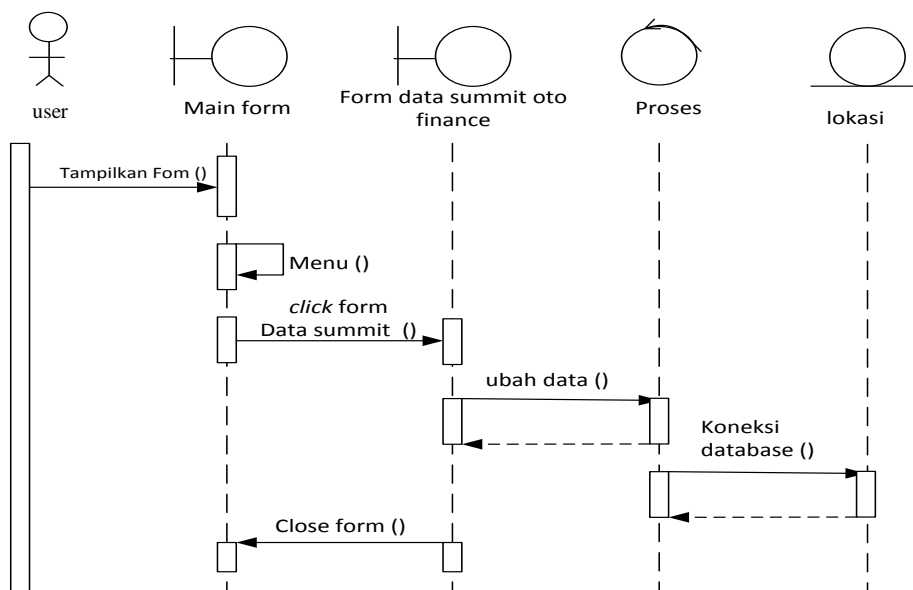 user
Main form
Form data summit oto
finance
Proses
lokasi
Tampilkan Fom ()
Menu ()
click form
Data summit ()
ubah data ()
Koneksi
database ()
Close form ()